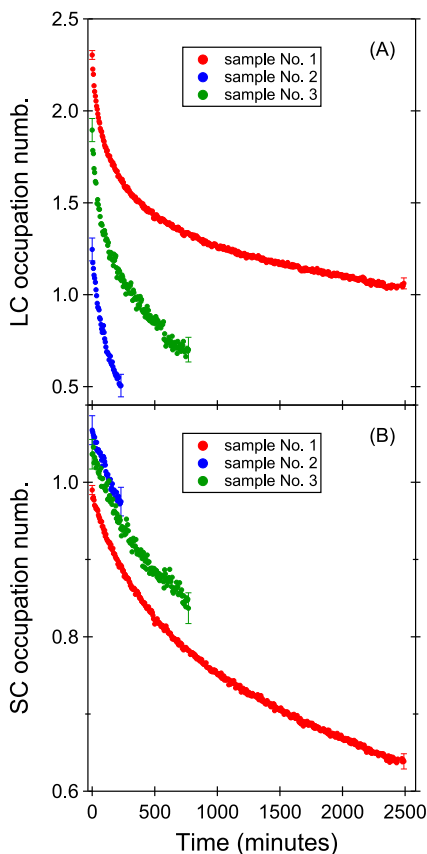 2.5
(A)
sample No. 1
sample No. 2
sample No. 3
2.0
1.5
1.0
0.5
LC occupation numb.
(B)
sample No. 1
sample No. 2
sample No. 3
1.0
0.8
0.6
SC occupation numb.
0 500 1000 1500 2000 2500
Time (minutes)